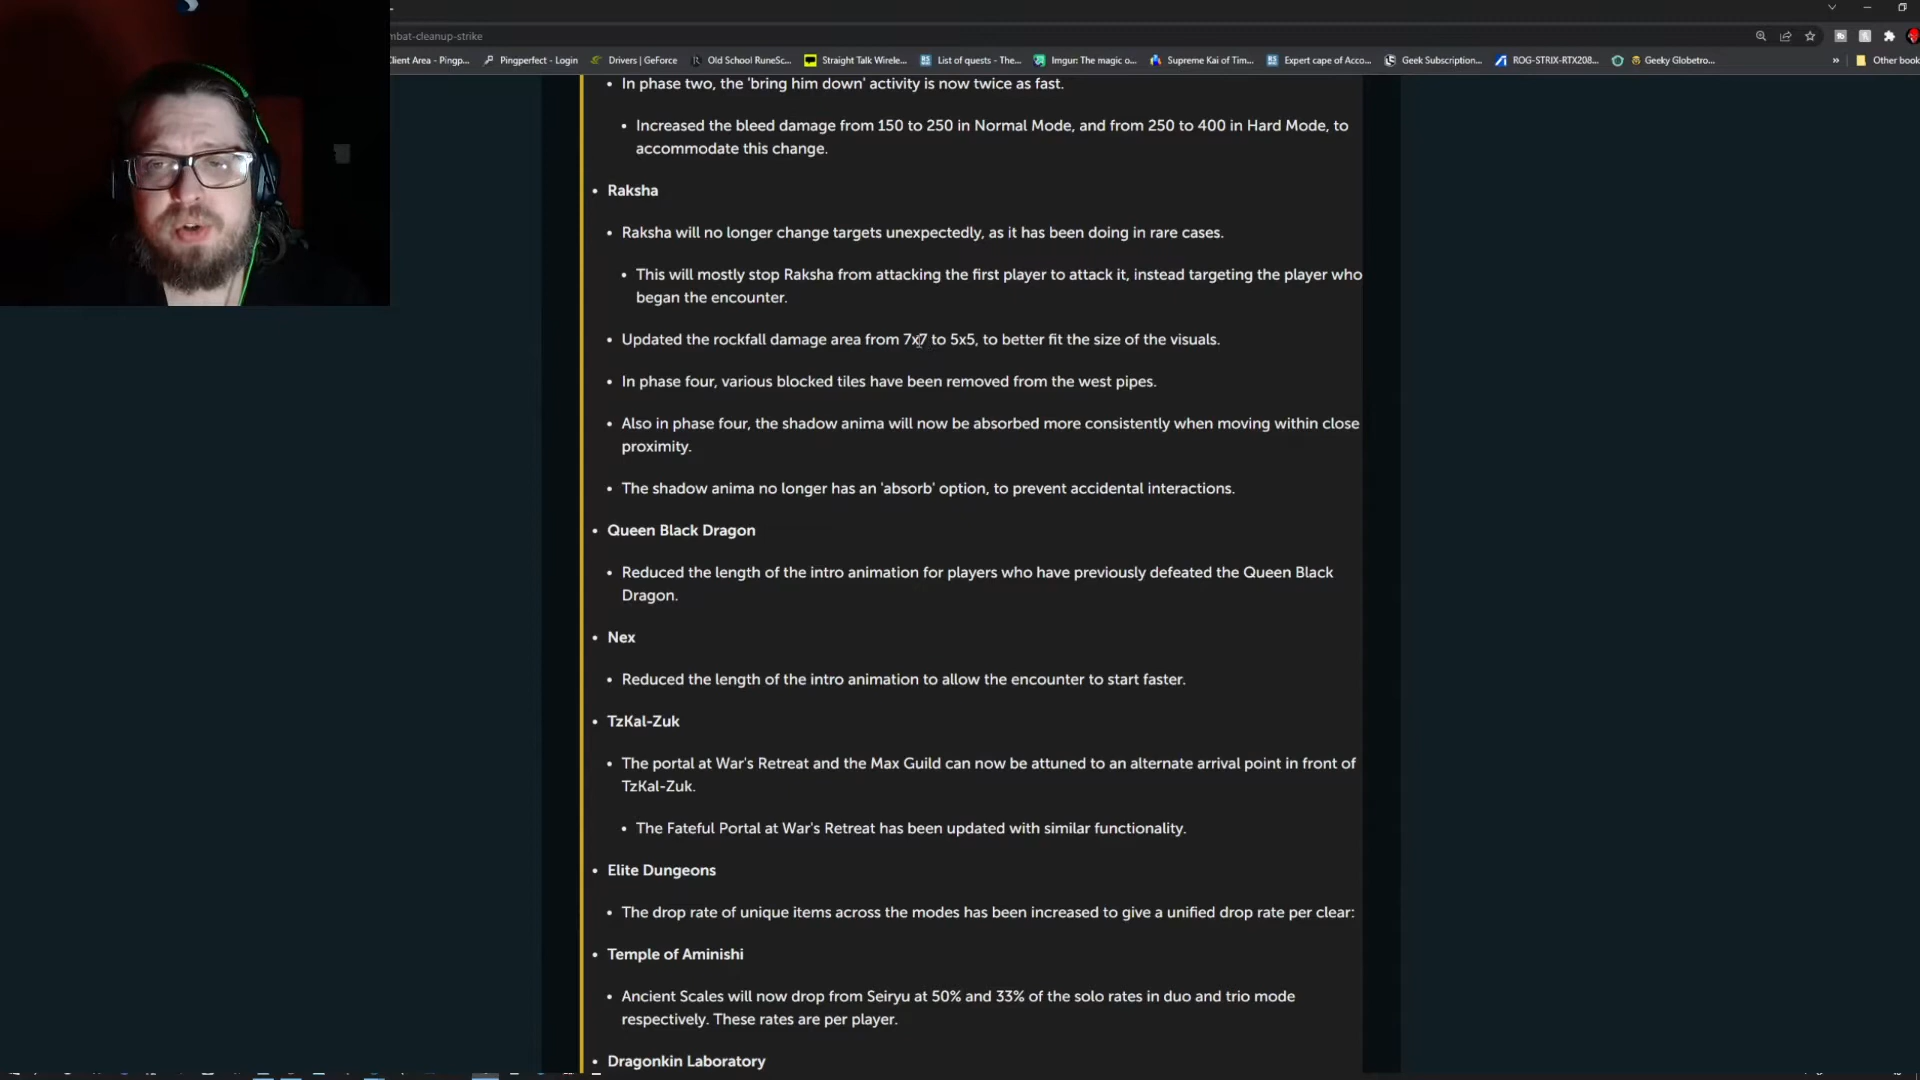 mbat-cleanup-strike
Client Area - Pingp... Pingperfect - Login Drivers | GeForce Old School RuneSc... Straight Talk Wirele... List of quests - The... Imgur: The magic o... Supreme Kai of Tim... Expert cape of Acco... Geek Subscription... ROG-STRIX-RTX208... Geeky Globetro... » Other book
• In phase two, the 'bring him down' activity is now twice as fast.
• Increased the bleed damage from 150 to 250 in Normal Mode, and from 250 to 400 in Hard Mode, to
accommodate this change.
• Raksha
• Raksha will no longer change targets unexpectedly, as it has been doing in rare cases.
• This will mostly stop Raksha from attacking the first player to attack it, instead targeting the player who
began the encounter.
• Updated the rockfall damage area from 7x7 to 5x5, to better fit the size of the visuals.
• In phase four, various blocked tiles have been removed from the west pipes.
• Also in phase four, the shadow anima will now be absorbed more consistently when moving within close
proximity.
• The shadow anima no longer has an 'absorb' option, to prevent accidental interactions.
• Queen Black Dragon
• Reduced the length of the intro animation for players who have previously defeated the Queen Black
Dragon.
• Nex
• Reduced the length of the intro animation to allow the encounter to start faster.
• TzKal-Zuk
• The portal at War's Retreat and the Max Guild can now be attuned to an alternate arrival point in front of
TzKal-Zuk.
• The Fateful Portal at War's Retreat has been updated with similar functionality.
• Elite Dungeons
• The drop rate of unique items across the modes has been increased to give a unified drop rate per clear:
• Temple of Aminishi
• Ancient Scales will now drop from Seiryu at 50% and 33% of the solo rates in duo and trio mode
respectively. These rates are per player.
• Dragonkin Laboratory